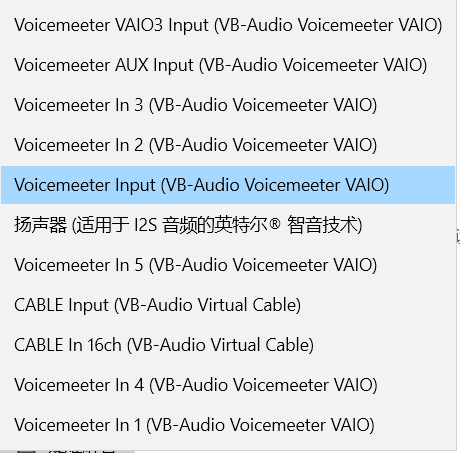 Voicemeeter VAIO3 Input (VB-Audio Voicemeeter VAIO)
Voicemeeter AUX Input (VB-Audio Voicemeeter VAIO)
Voicemeeter In 3 (VB-Audio Voicemeeter VAIO)
Voicemeeter In 2 (VB-Audio Voicemeeter VAIO)
Voicemeeter Input (VB-Audio Voicemeeter VAIO)
扬声器 (适用于 I2S 音频的英特尔® 智音技术)
Voicemeeter In 5 (VB-Audio Voicemeeter VAIO)
CABLE Input (VB-Audio Virtual Cable)
CABLE In 16ch (VB-Audio Virtual Cable)
Voicemeeter In 4 (VB-Audio Voicemeeter VAIO)
Voicemeeter In 1 (VB-Audio Voicemeeter VAIO)